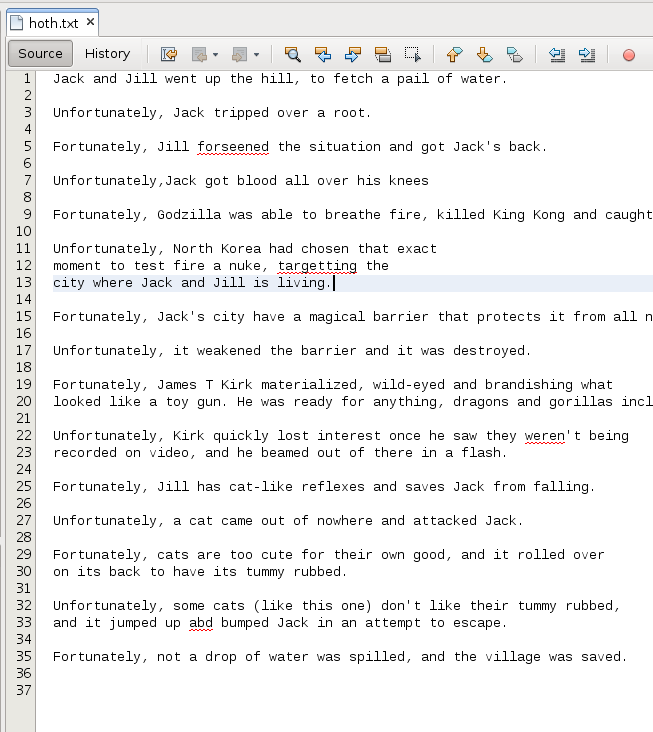 hoth.txt
Source History
1 Jack and Jill went up the hill, to fetch a pail of water.
2
3 Unfortunately, Jack tripped over a root.
4
5 Fortunately, Jill forseened the situation and got Jack's back.
6
7 Unfortunately,Jack got blood all over his knees
8
9 Fortunately, Godzilla was able to breathe fire, killed King Kong and caught
10
11 Unfortunately, North Korea had chosen that exact
12 moment to test fire a nuke, targetting the
13 city where Jack and Jill is living.
14
15 Fortunately, Jack's city have a magical barrier that protects it from all n
16
17 Unfortunately, it weakened the barrier and it was destroyed.
18
19 Fortunately, James T Kirk materialized, wild-eyed and brandishing what
20 looked like a toy gun. He was ready for anything, dragons and gorillas incl
21
22 Unfortunately, Kirk quickly lost interest once he saw they weren't being
23 recorded on video, and he beamed out of there in a flash.
24
25 Fortunately, Jill has cat-like reflexes and saves Jack from falling.
26
27 Unfortunately, a cat came out of nowhere and attacked Jack.
28
29 Fortunately, cats are too cute for their own good, and it rolled over
30 on its back to have its tummy rubbed.
31
32 Unfortunately, some cats (like this one) don't like their tummy rubbed,
33 and it jumped up abd bumped Jack in an attempt to escape.
34
35 Fortunately, not a drop of water was spilled, and the village was saved.
36
37